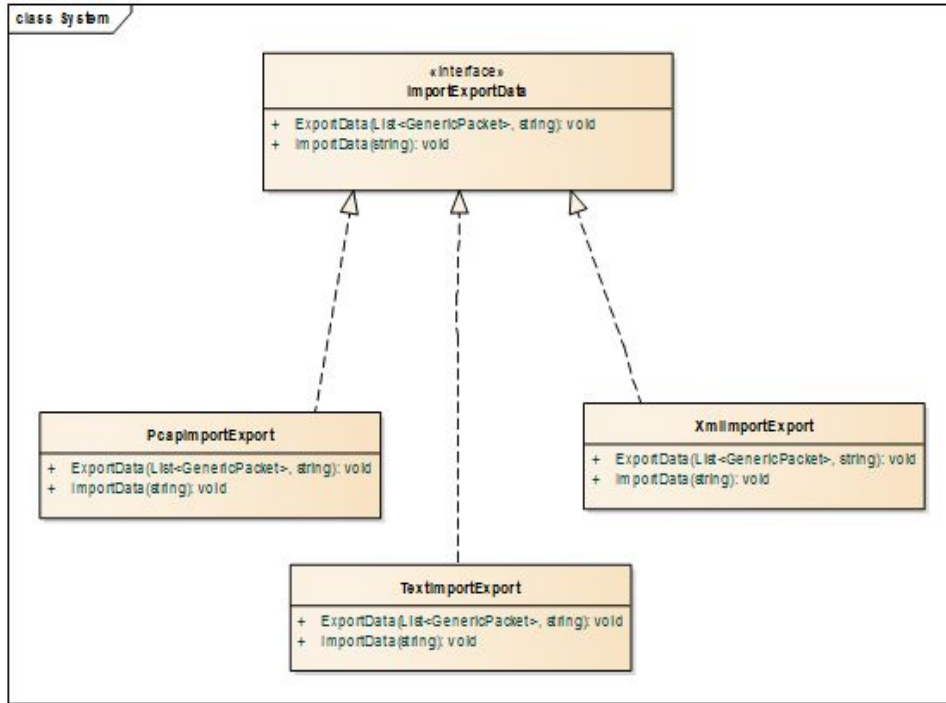 class System
«interface»
ImportExportData
+ ExportData(List<GenericPacket>, string): void
+ ImportData(string): void
PcapImportExport
+ ExportData(List<GenericPacket>, string): void
+ ImportData(string): void
XmlImportExport
+ ExportData(List<GenericPacket>, string): void
+ ImportData(string): void
TextImportExport
+ ExportData(List<GenericPacket>, string): void
+ ImportData(string): void